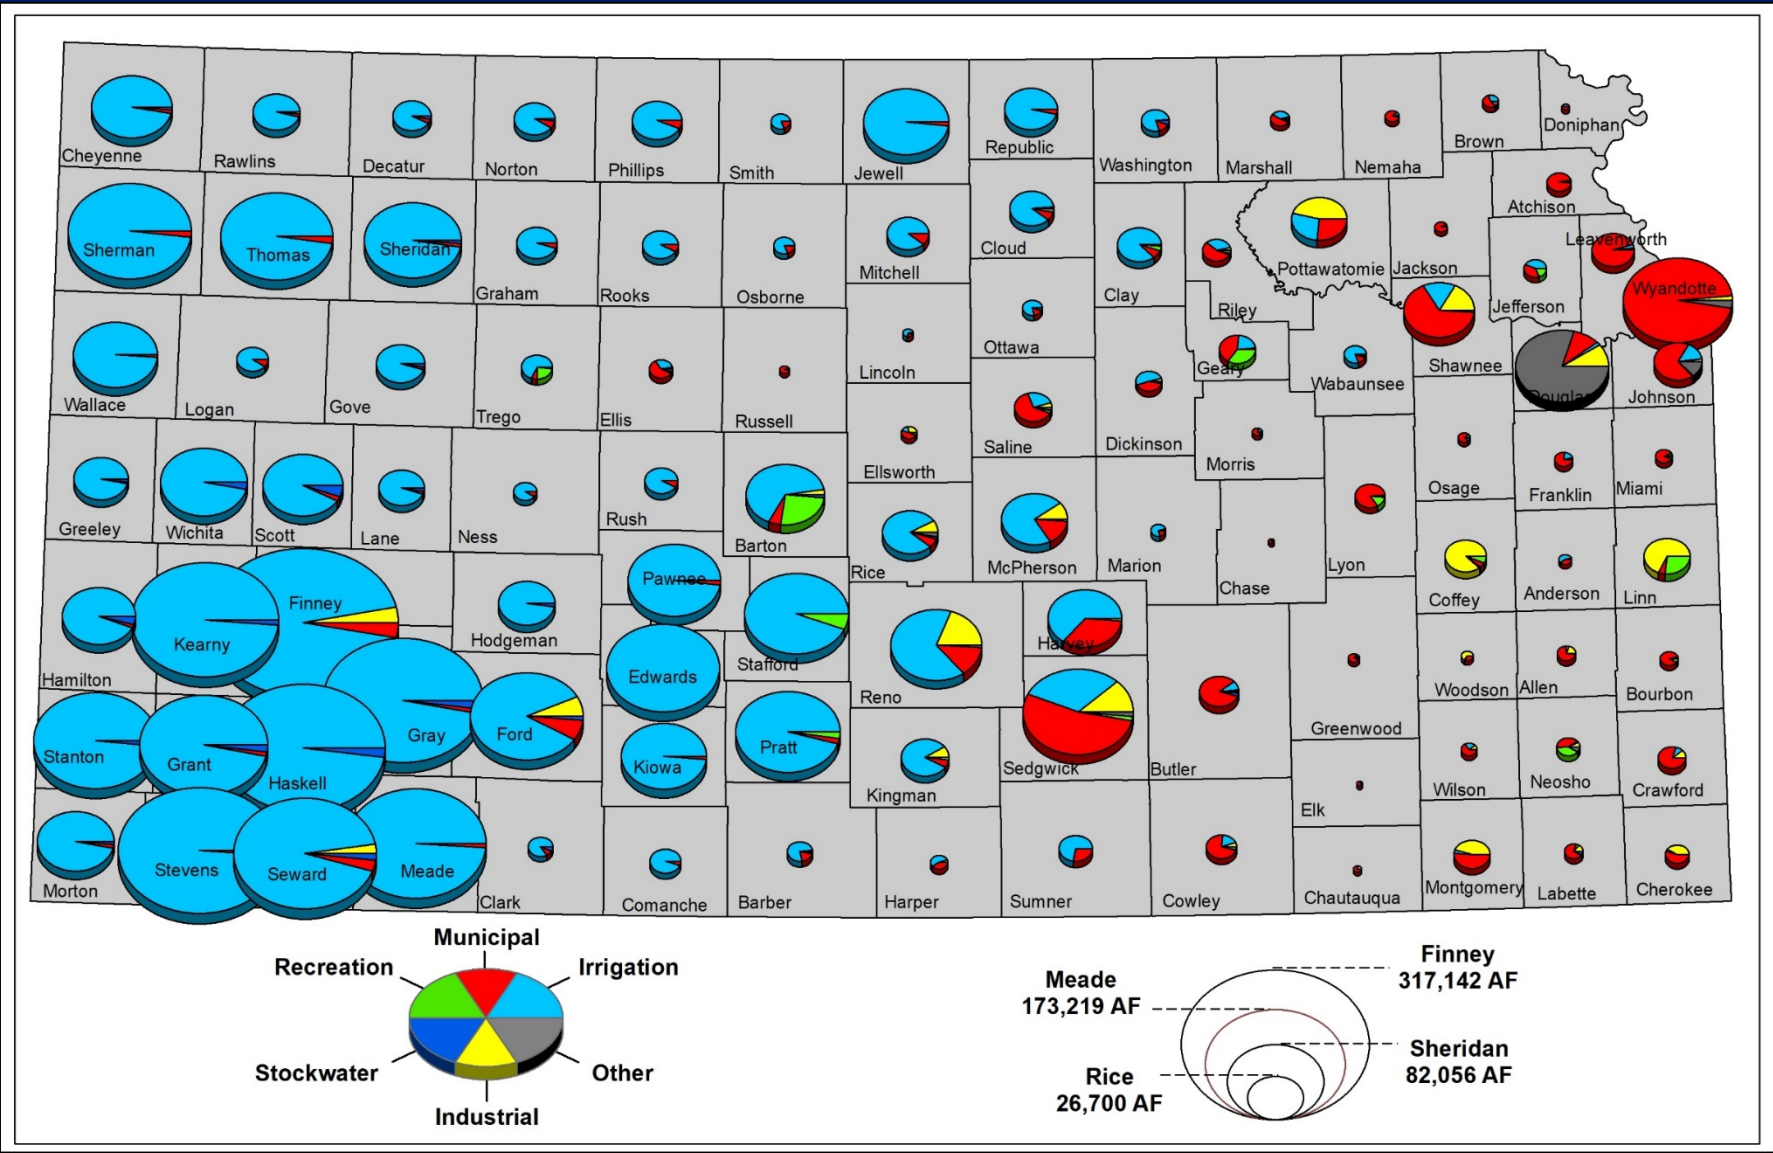 Cheyenne
Rawlins
Decatur
Norton
Phillips
Smith
Jewell
Republic
Washington
Marshall
Nemaha
Brown
Doniphan
Sherman
Thomas
Sheridan
Graham
Rooks
Osborne
Mitchell
Cloud
Clay
Riley
Pottawatomie
Jackson
Atchison
Jefferson
Leavenworth
Wyandotte
Wallace
Logan
Gove
Trego
Ellis
Russell
Lincoln
Ottawa
Saline
Dickinson
Geary
Wabaunsee
Shawnee
Douglas
Johnson
Greeley
Wichita
Scott
Lane
Ness
Rush
Barton
Ellsworth
Rice
McPherson
Marion
Morris
Chase
Lyon
Osage
Franklin
Miami
Hamilton
Kearny
Finney
Hodgeman
Pawnee
Edwards
Stafford
Reno
Harvey
Coffey
Anderson
Linn
Stanton
Grant
Haskell
Gray
Ford
Kiowa
Pratt
Kingman
Sedgwick
Butler
Greenwood
Woodson
Allen
Bourbon
Elk
Wilson
Neosho
Crawford
Morton
Stevens
Seward
Meade
Clark
Comanche
Barber
Harper
Sumner
Cowley
Chautauqua
Montgomery
Labette
Cherokee
Municipal
Recreation
Irrigation
Stockwater
Other
Industrial
Finney
317,142 AF
Meade
173,219 AF
Sheridan
82,056 AF
Rice
26,700 AF